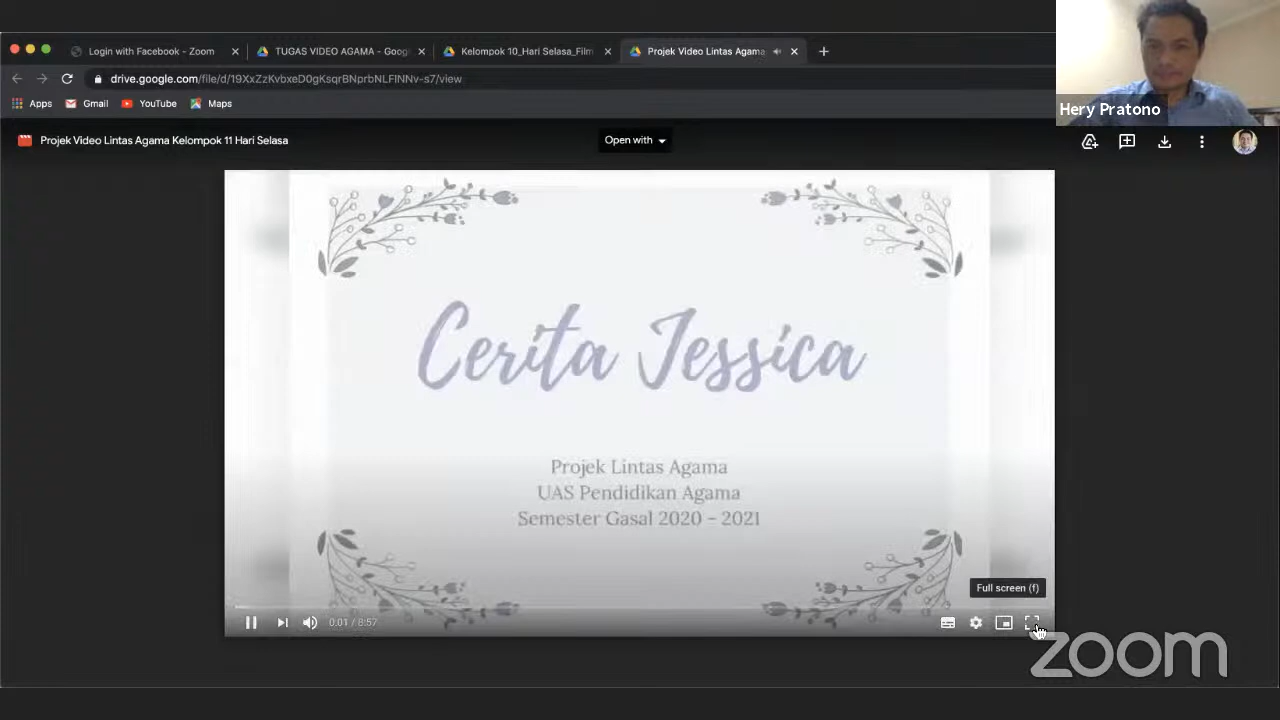 Login with Facebook - Zoom
TUGAS VIDEO AGAMA - Goog
Kelompok 10_Hari Selasa_Film
Projek Video Lintas Agama
drive.google.com/file/d/19XxZzKvbxeD0gKsqrBNprbNLFlNNv-s7/view
Apps
Gmail
YouTube
Maps
Hery Pratono
Projek Video Lintas Agama Kelompok 11 Hari Selasa
Open with
Cerita Jessica
Projek Lintas Agama
UAS Pendidikan Agama
Semester Gasal 2020 - 2021
Full screen (f)
0:01 / 8:57
zoom